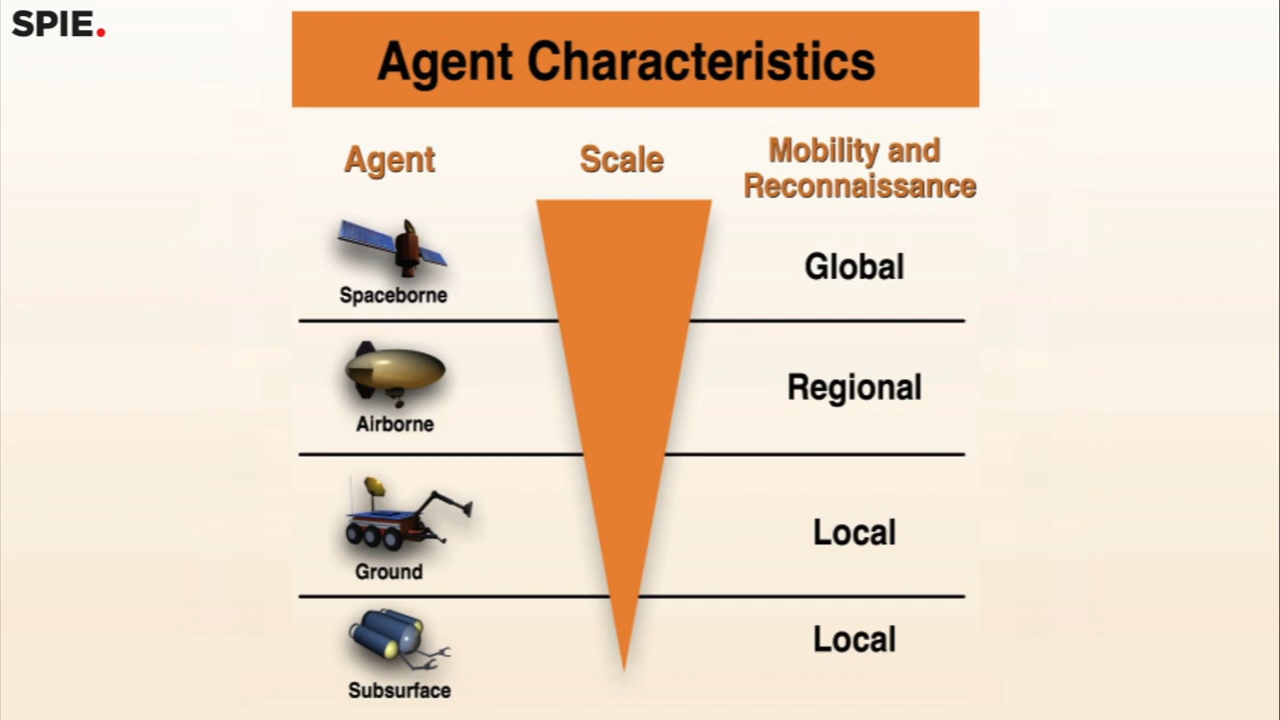 SPIE.
Agent Characteristics
Agent
Scale
Mobility and
Reconnaissance
Spaceborne
Global
Airborne
Regional
Ground
Local
Subsurface
Local